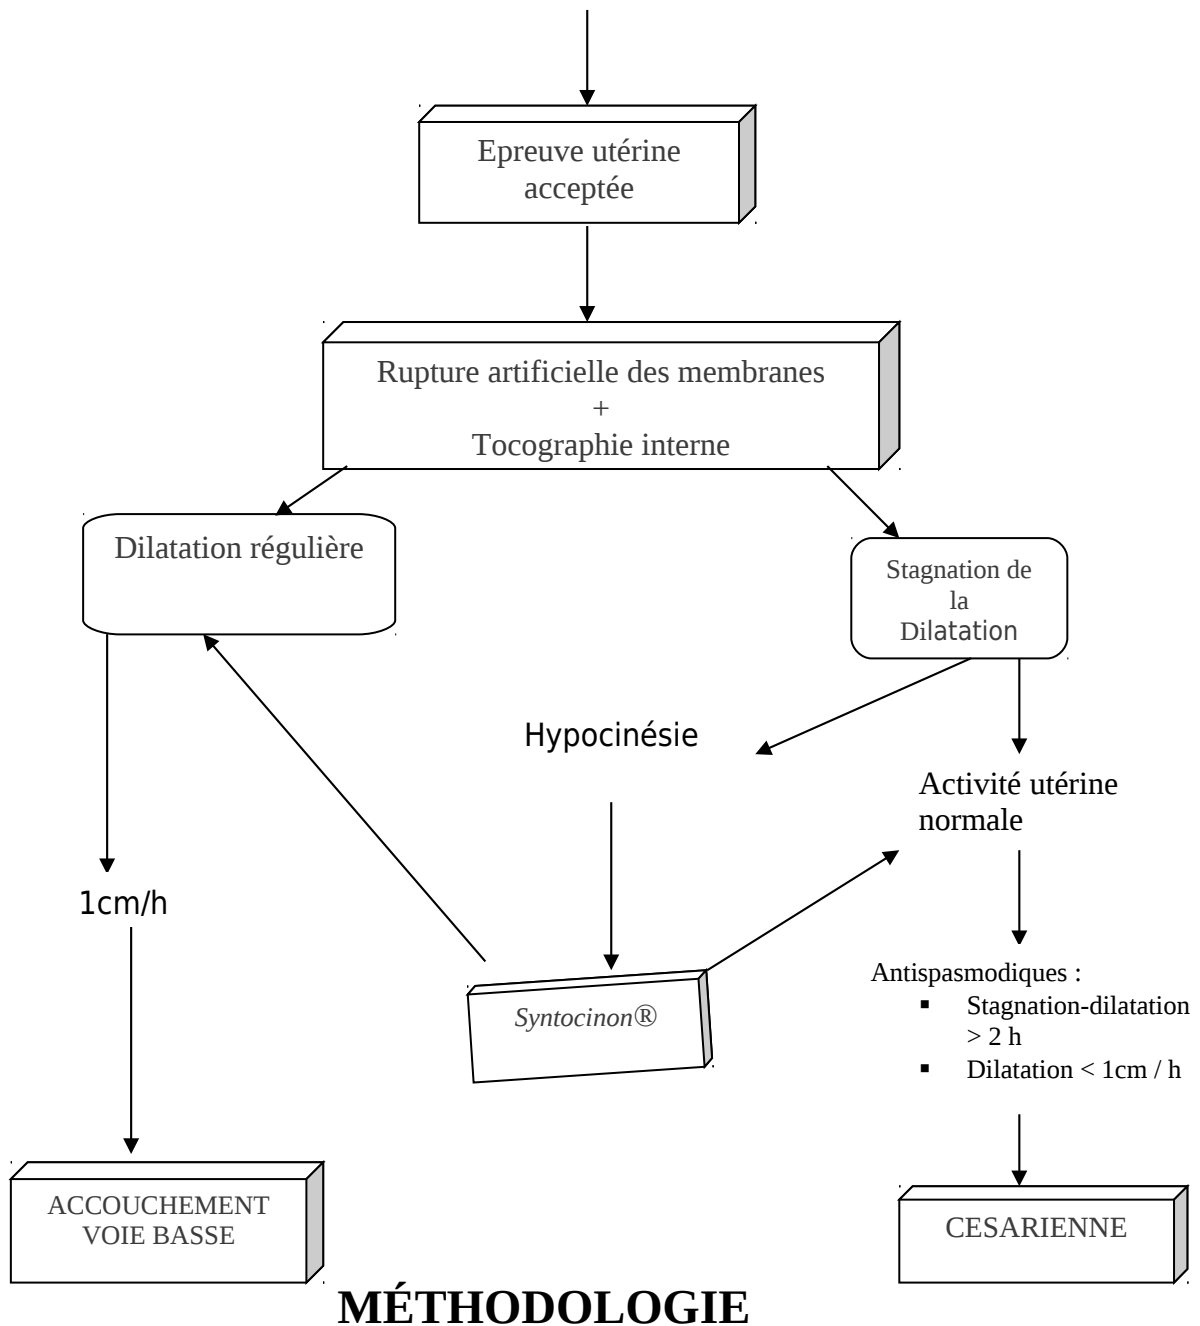 Epreuve utérine
acceptée
Rupture artificielle des membranes
+
Tocographie interne
Dilatation régulière
Stagnation de
la
Dilatation
Hypocinésie
Activité utérine
normale
1cm/h
Antispasmodiques :
▪ Stagnation-dilatation
> 2 h
▪ Dilatation < 1cm / h
Syntocinon®
ACCOUCHEMENT
VOIE BASSE
CESARIENNE
MÉTHODOLOGIE